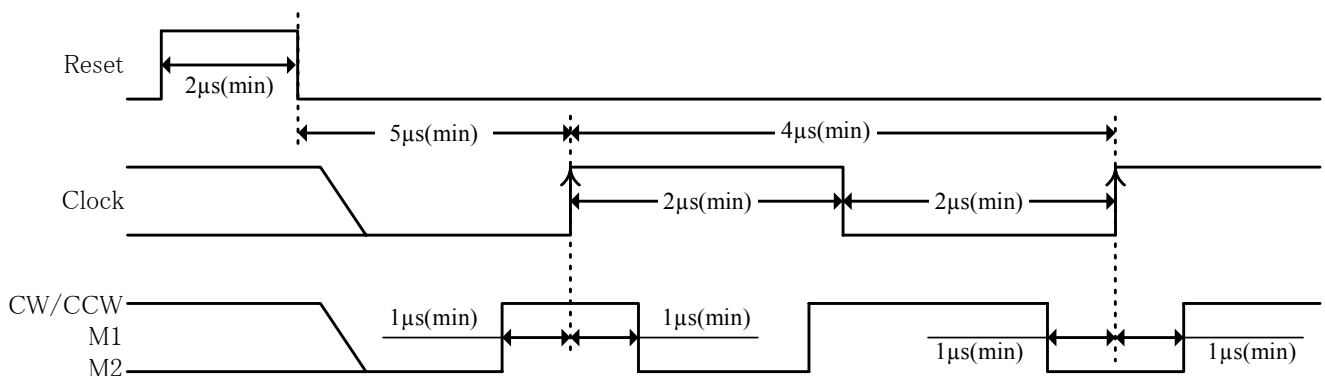 Reset
2µs(min)
5µs(min)
4µs(min)
Clock
2µs(min)
2µs(min)
CW/CCW
1µs(min)
1µs(min)
M1
1µs(min)
1µs(min)
M2